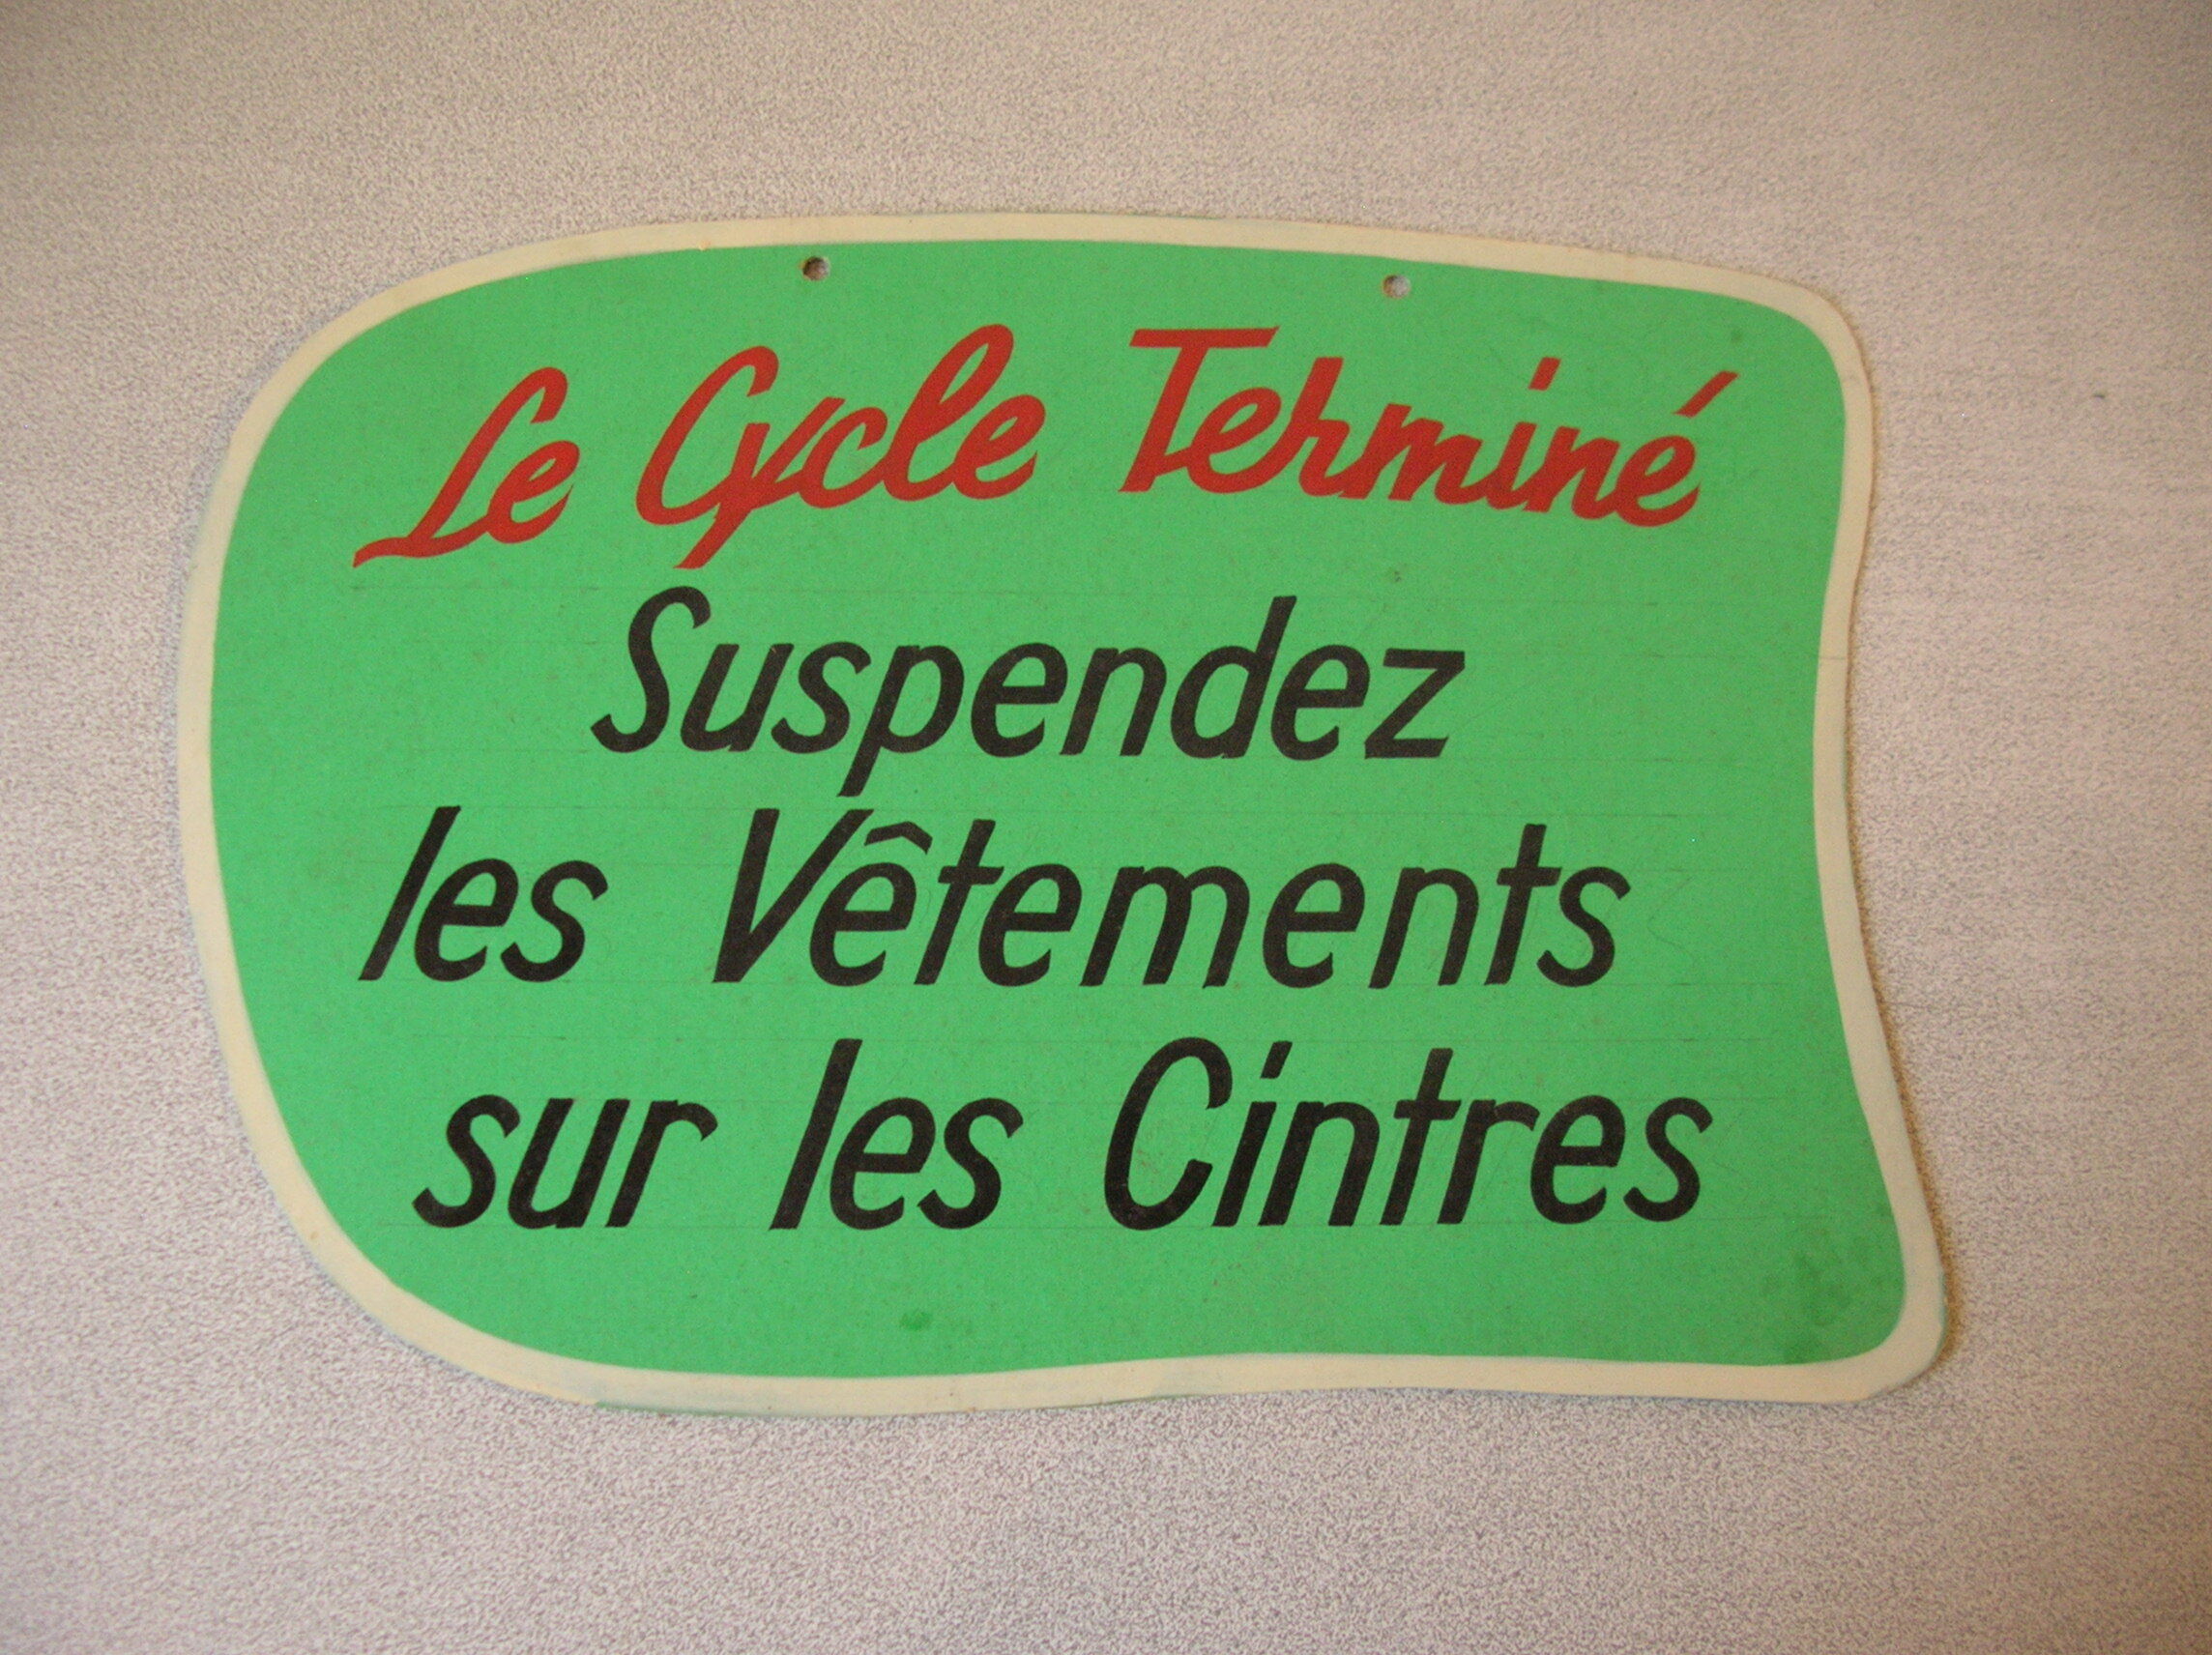 Le Cycle Terminé
Suspendez
les Vêtements
sur les Cintres